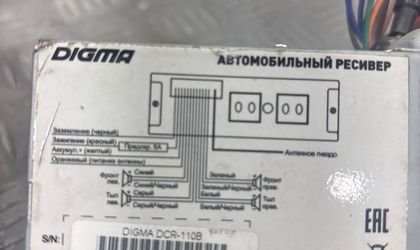 DIGMA
АВТОМОБИЛЬНЫЙ РЕСИВЕР
Заземление (черный)
Зажигание (красный)
Предохр. 5А
Аккумул.+ (желтый)
Оранжевый (питание антенны)
Антенное гнездо
Фронт лев.
Синий
Синий/Черный
Тыл лев.
Серый
Серый/Черный
Зеленый
Зеленый/Черный
Фронт прав.
Белый
Белый/Черный
Тыл прав.
EAC
S/N:
DIGMA DCR-110B